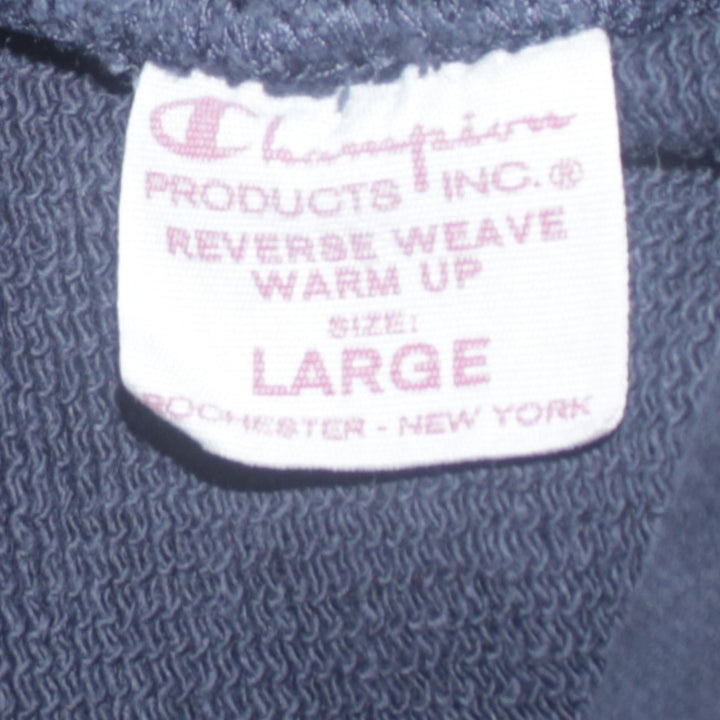 Champion
PRODUCTS INC.®
REVERSE WEAVE
WARM UP
SIZE:
LARGE
ROCHESTER - NEW YORK